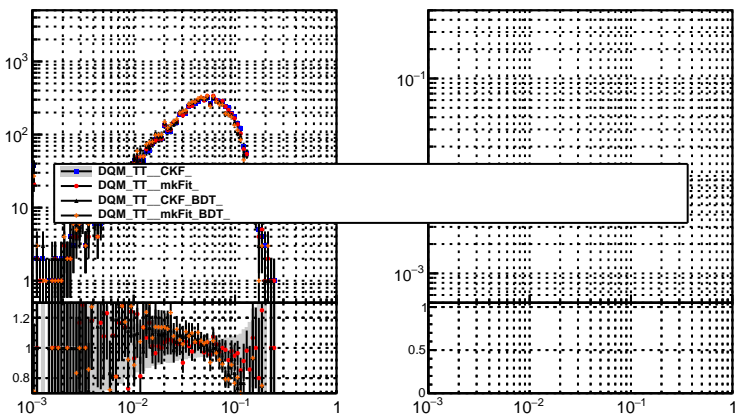 10³
10²
10
1
1.2
1
0.8
10⁻³ 10⁻² 10⁻¹ 1
DQM_TT__CKF_
DQM_TT__mkFit_
DQM_TT__CKF_BDT_
DQM_TT__mkFit_BDT_
10⁻¹
10⁻³
1
0.5
0
10⁻³ 10⁻² 10⁻¹ 1